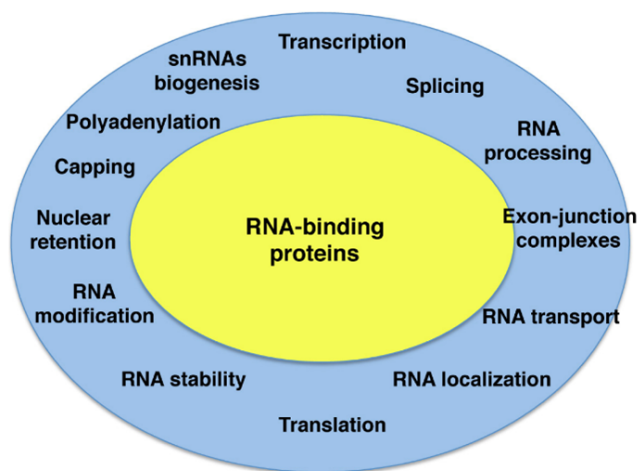 Transcription
snRNAs
biogenesis
Splicing
Polyadenylation
RNA
processing
Capping
Nuclear
retention
RNA-binding
proteins
Exon-junction
complexes
RNA
modification
RNA transport
RNA stability
RNA localization
Translation